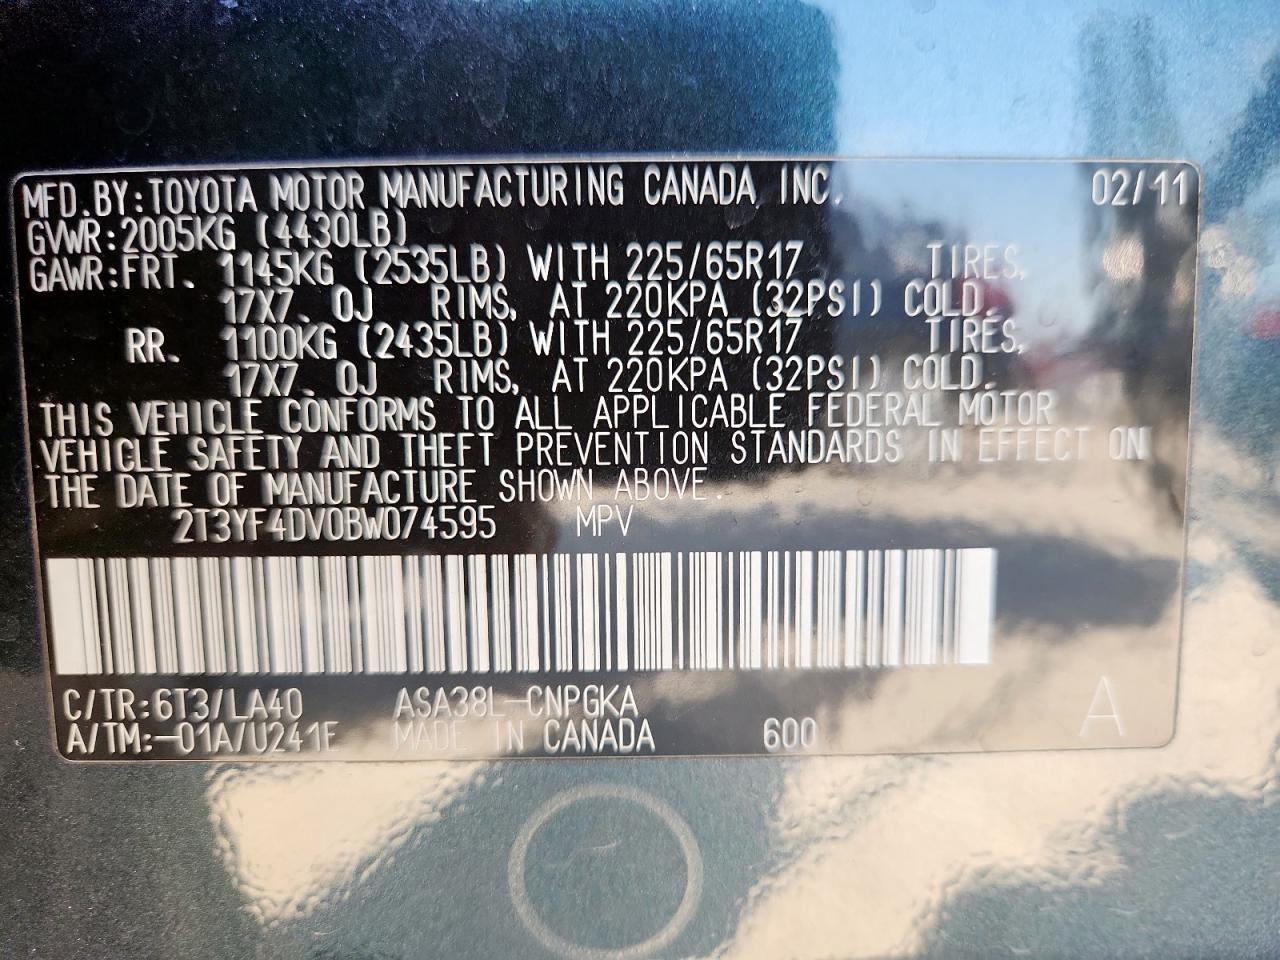 MFD.BY:TOYOTA MOTOR MANUFACTURING CANADA INC. 02/11
GVWR:2005KG (4430LB)
GAWR:FRT. 1145KG (2535LB) WITH 225/65R17 TIRES,
17X7.0J RIMS, AT 220KPA (32PSI) COLD.
RR. 1100KG (2435LB) WITH 225/65R17 TIRES,
17X7.0J RIMS, AT 220KPA (32PSI) COLD.
THIS VEHICLE CONFORMS TO ALL APPLICABLE FEDERAL MOTOR
VEHICLE SAFETY AND THEFT PREVENTION STANDARDS IN EFFECT ON
THE DATE OF MANUFACTURE SHOWN ABOVE.
2T3YF4DV0BW074595 MPV
C/TR:6T3/LA40 ASA38L-CNPGKA
A/TM:-01A/U241E MADE IN CANADA 600 A